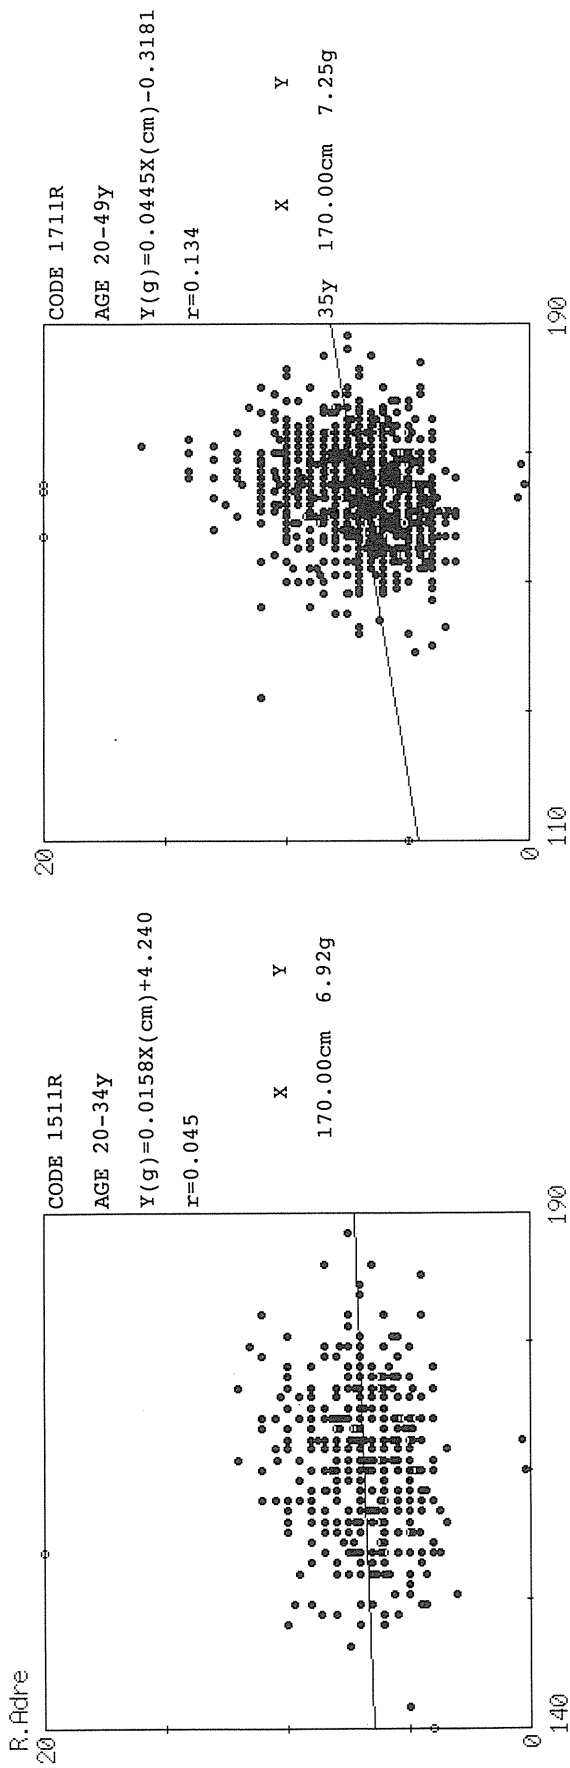 R.Adre
20
0
140
190
CODE 1511R
AGE 20-34y
Y(g)=0.0158X(cm)+4.240
r=0.045
X Y
170.00cm 6.92g
20
0
110
190
CODE 1711R
AGE 20-49y
Y(g)=0.0445X(cm)-0.3181
r=0.134
X Y
35y 170.00cm 7.25g